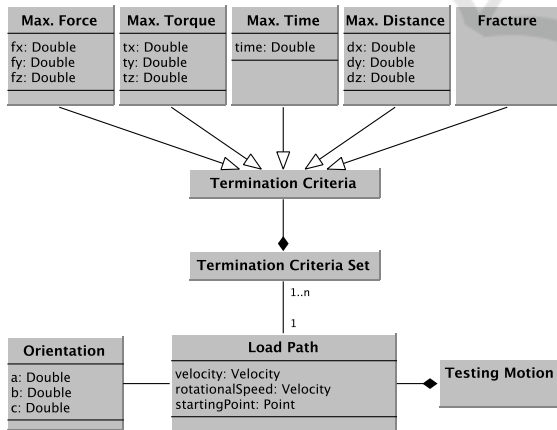 Max. Force
fx: Double
fy: Double
fz: Double
Max. Torque
tx: Double
ty: Double
tz: Double
Max. Time
time: Double
Max. Distance
dx: Double
dy: Double
dz: Double
Fracture
Termination Criteria
Termination Criteria Set
1..n
1
Orientation
a: Double
b: Double
c: Double
Load Path
velocity: Velocity
rotationalSpeed: Velocity
startingPoint: Point
Testing Motion